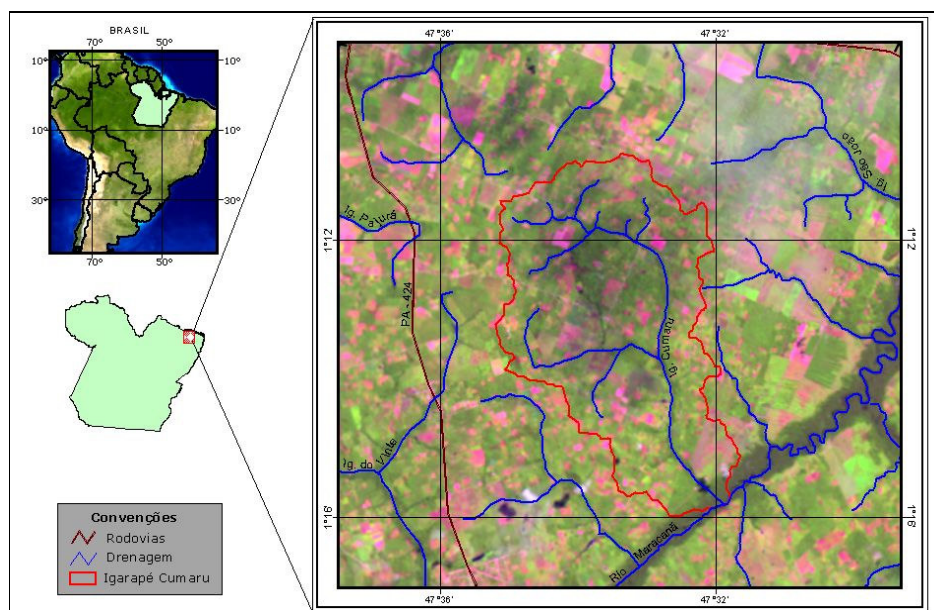 BRASIL
70° 50°
10° 10°
10° 10°
30° 30°
70° 50°
47°36' 47°32'
Ig. São João
Ig. Paturá
1°12 1°12
PA - 424
Ig Cumaru
Ig. do Vinte
1°16' 1°16
Rio Maracanã
47°36' 47°32'
Convenções
Rodovias
Drenagem
Igarapé Cumaru